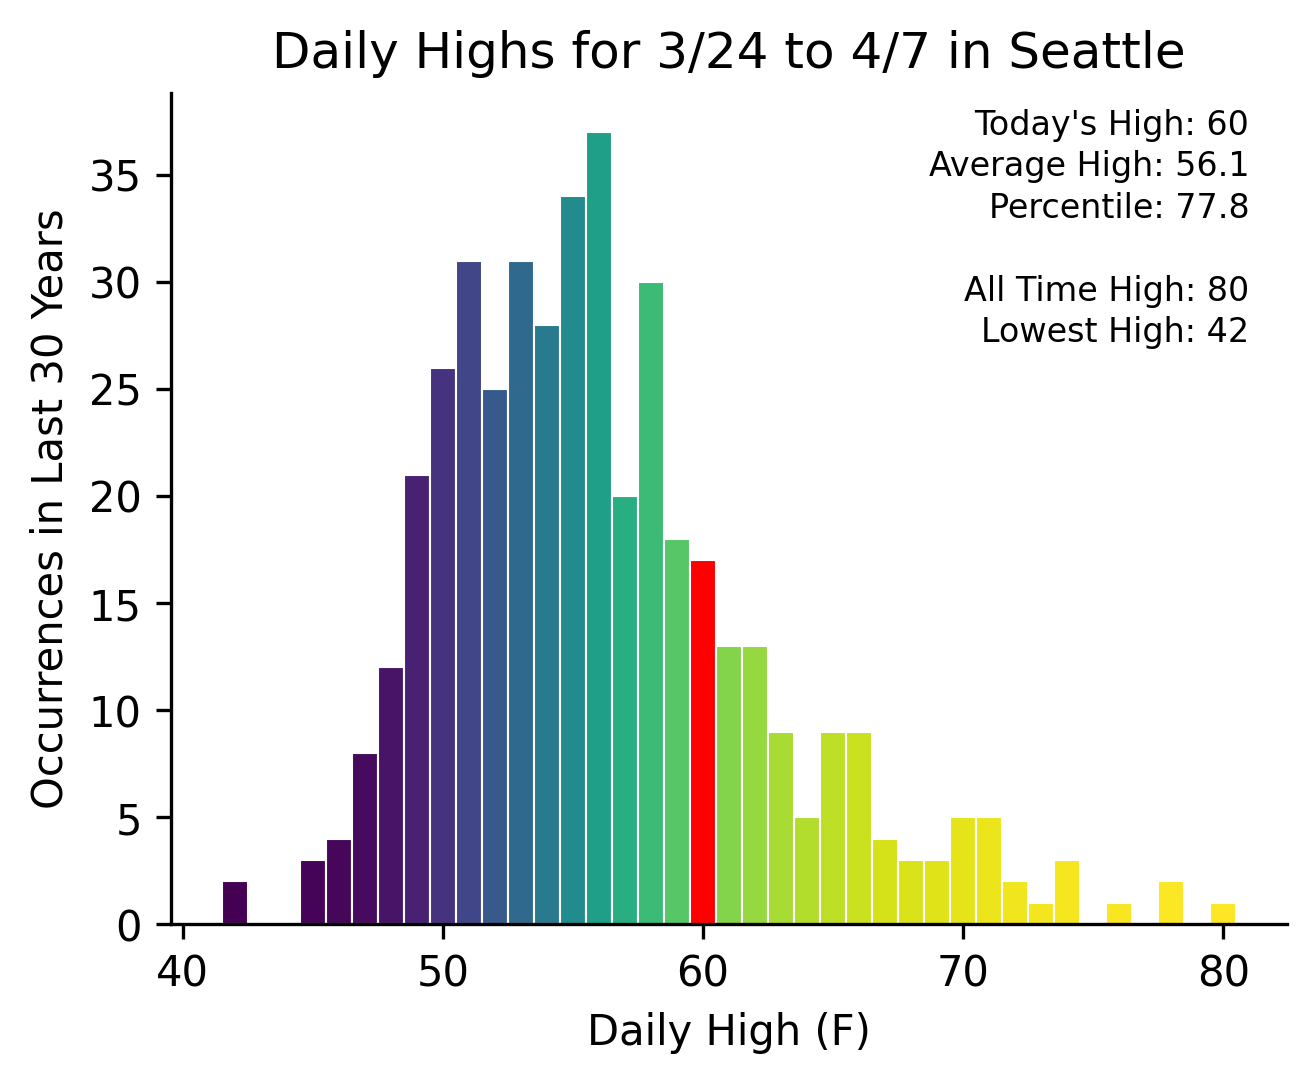 Daily Highs for 3/24 to 4/7 in Seattle
Today's High: 60
Average High: 56.1
Percentile: 77.8
All Time High: 80
Lowest High: 42
Occurrences in Last 30 Years
35
30
25
20
15
10
5
0
40 50 60 70 80
Daily High (F)